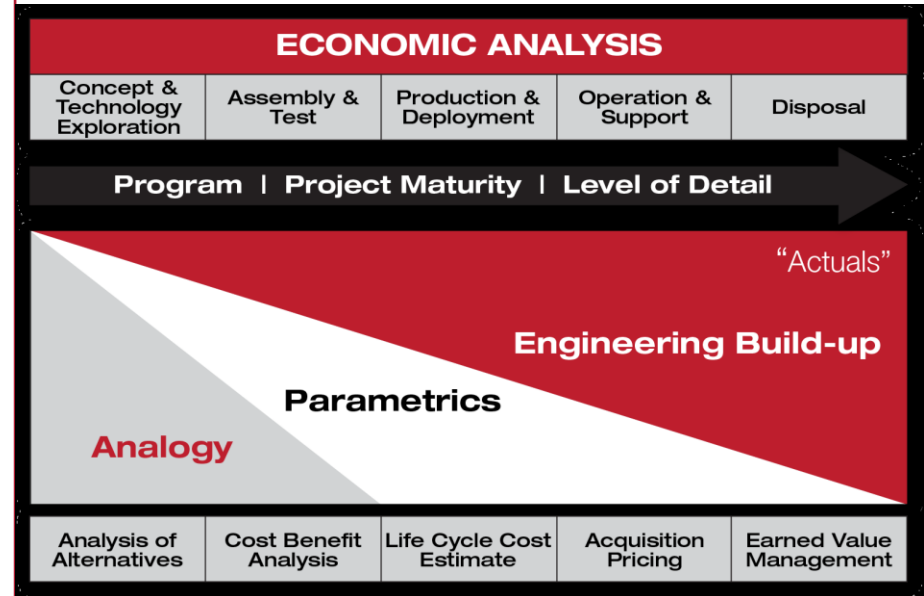 ECONOMIC ANALYSIS
Concept &
Technology
Exploration
Assembly &
Test
Production &
Deployment
Operation &
Support
Disposal
Program | Project Maturity | Level of Detail
“Actuals”
Engineering Build-up
Parametrics
Analogy
Analysis of
Alternatives
Cost Benefit
Analysis
Life Cycle Cost
Estimate
Acquisition
Pricing
Earned Value
Management